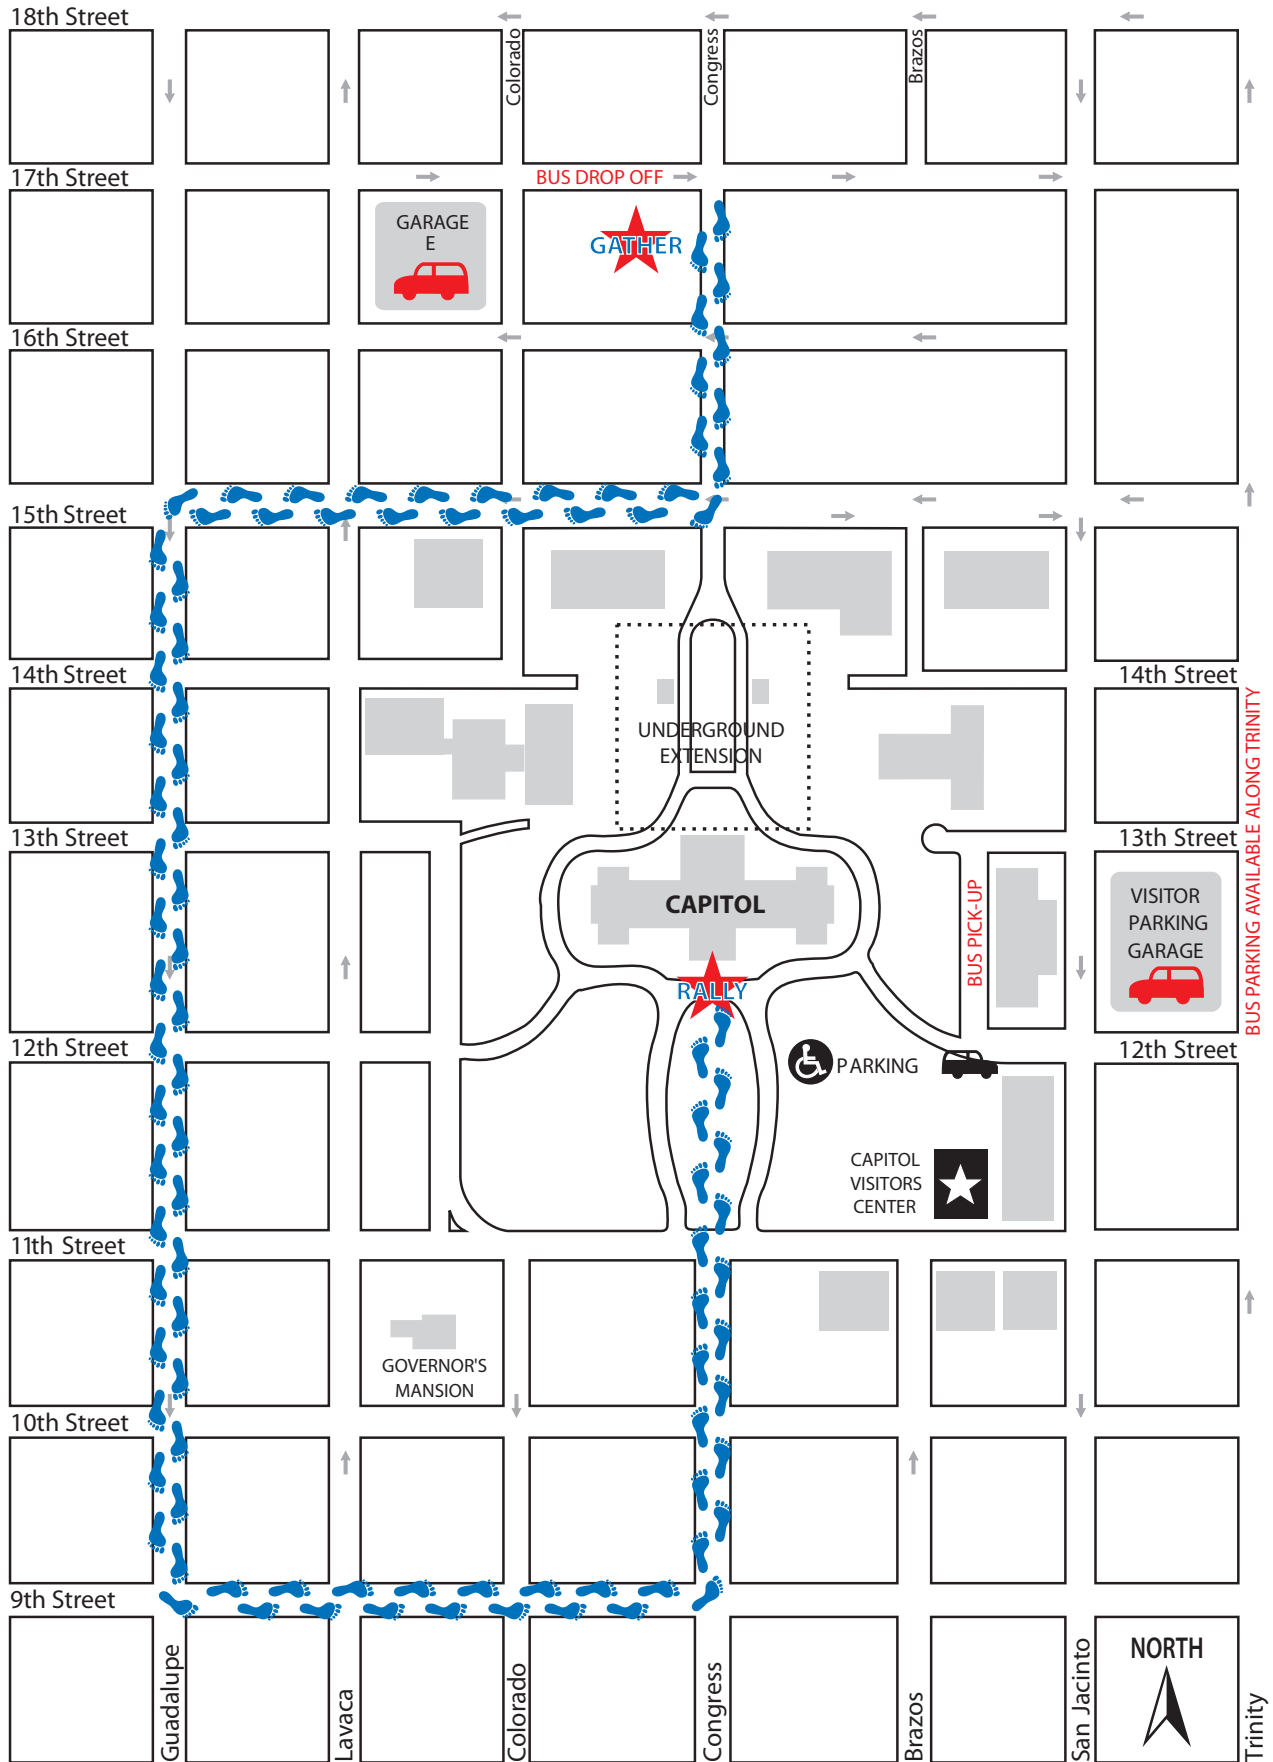 18th Street
Colorado
Congress
Brazos
17th Street
BUS DROP OFF
GARAGE
E
GATHER
16th Street
15th Street
14th Street
14th Street
UNDERGROUND
EXTENSION
BUS PARKING AVAILABLE ALONG TRINITY
13th Street
13th Street
CAPITOL
BUS PICK-UP
VISITOR
PARKING
GARAGE
RALLY
12th Street
12th Street
PARKING
CAPITOL
VISITORS
CENTER
11th Street
GOVERNOR'S
MANSION
10th Street
9th Street
Guadalupe
Lavaca
Colorado
Congress
Brazos
San Jacinto
NORTH
Trinity